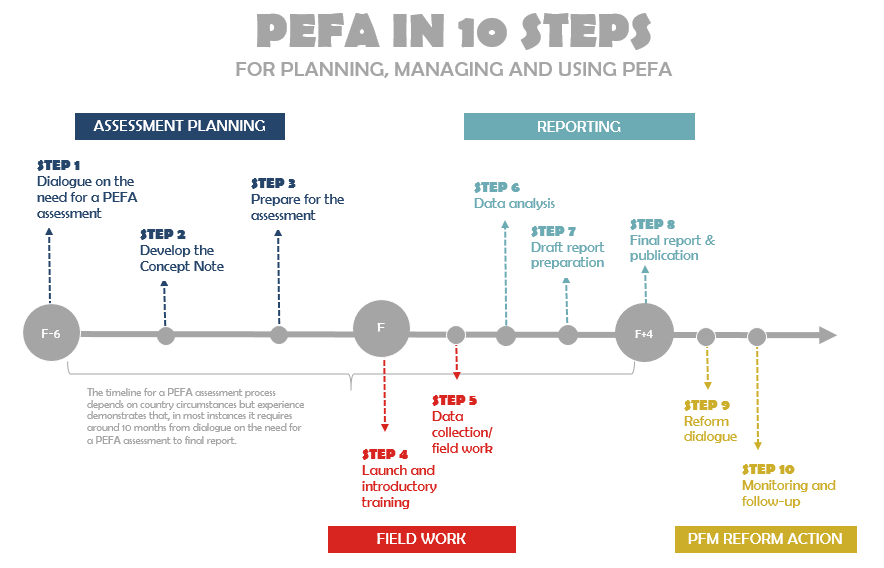 PEFA IN 10 STEPS
FOR PLANNING, MANAGING AND USING PEFA
ASSESSMENT PLANNING
REPORTING
STEP 1
Dialogue on the
need for a PEFA
assessment
STEP 2
Develop the
Concept Note
STEP 3
Prepare for the
assessment
STEP 6
Data analysis
STEP 7
Draft report
preparation
STEP 8
Final report &
publication
F-6
F
F+4
The timeline for a PEFA assessment process
depends on country circumstances but experience
demonstrates that, in most instances it requires
around 10 months from dialogue on the need for
a PEFA assessment to final report.
STEP 4
Launch and
introductory
training
STEP 5
Data
collection/
field work
STEP 9
Reform
dialogue
STEP 10
Monitoring and
follow-up
FIELD WORK
PFM REFORM ACTION